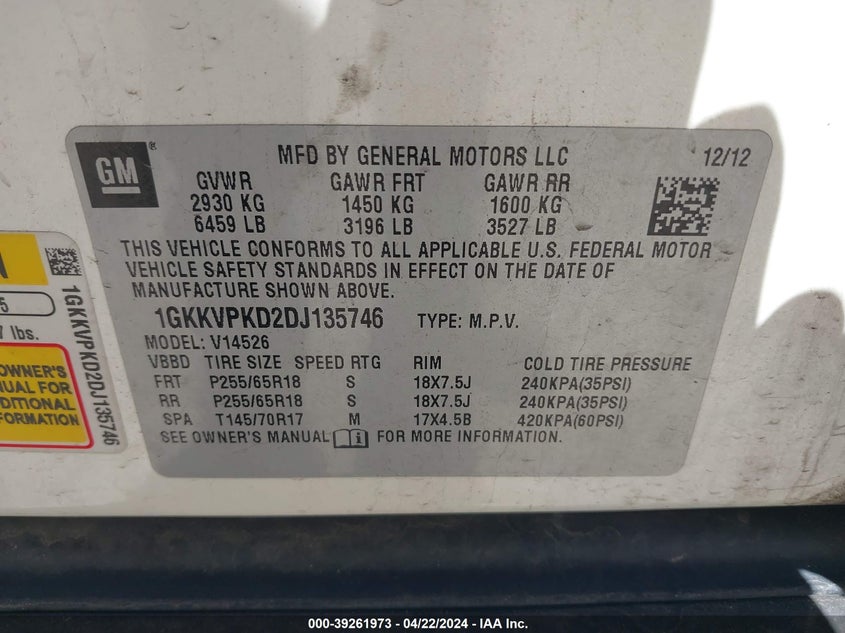 GM ®
MFD BY GENERAL MOTORS LLC 12/12
GVWR GAWR FRT GAWR RR
2930 KG 1450 KG 1600 KG
6459 LB 3196 LB 3527 LB
THIS VEHICLE CONFORMS TO ALL APPLICABLE U.S. FEDERAL MOTOR
VEHICLE SAFETY STANDARDS IN EFFECT ON THE DATE OF
MANUFACTURE SHOWN ABOVE.
1GKKVPKD2DJ135746 TYPE: M.P.V.
MODEL: V14526
VBBD TIRE SIZE SPEED RTG RIM COLD TIRE PRESSURE
FRT P255/65R18 S 18X7.5J 240KPA(35PSI)
RR P255/65R18 S 18X7.5J 240KPA(35PSI)
SPA T145/70R17 M 17X4.5B 420KPA(60PSI)
SEE OWNER'S MANUAL i FOR MORE INFORMATION.
lbs.
OWNER'S
MANUAL FOR
ADDITIONAL
INFORMATION
1GKKVPKD2DJ135746
000-39261973 - 04/22/2024 - IAA Inc.